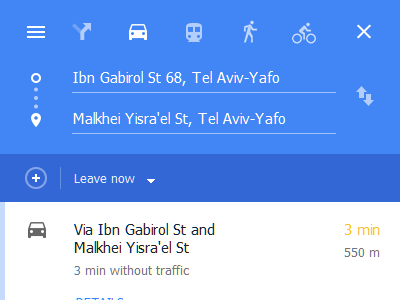 Ibn Gabirol St 68, Tel Aviv-Yafo
Malkhei Yisra'el St, Tel Aviv-Yafo
Leave now
Via Ibn Gabirol St and
Malkhei Yisra'el St
3 min
550 m
3 min without traffic
DETAILS